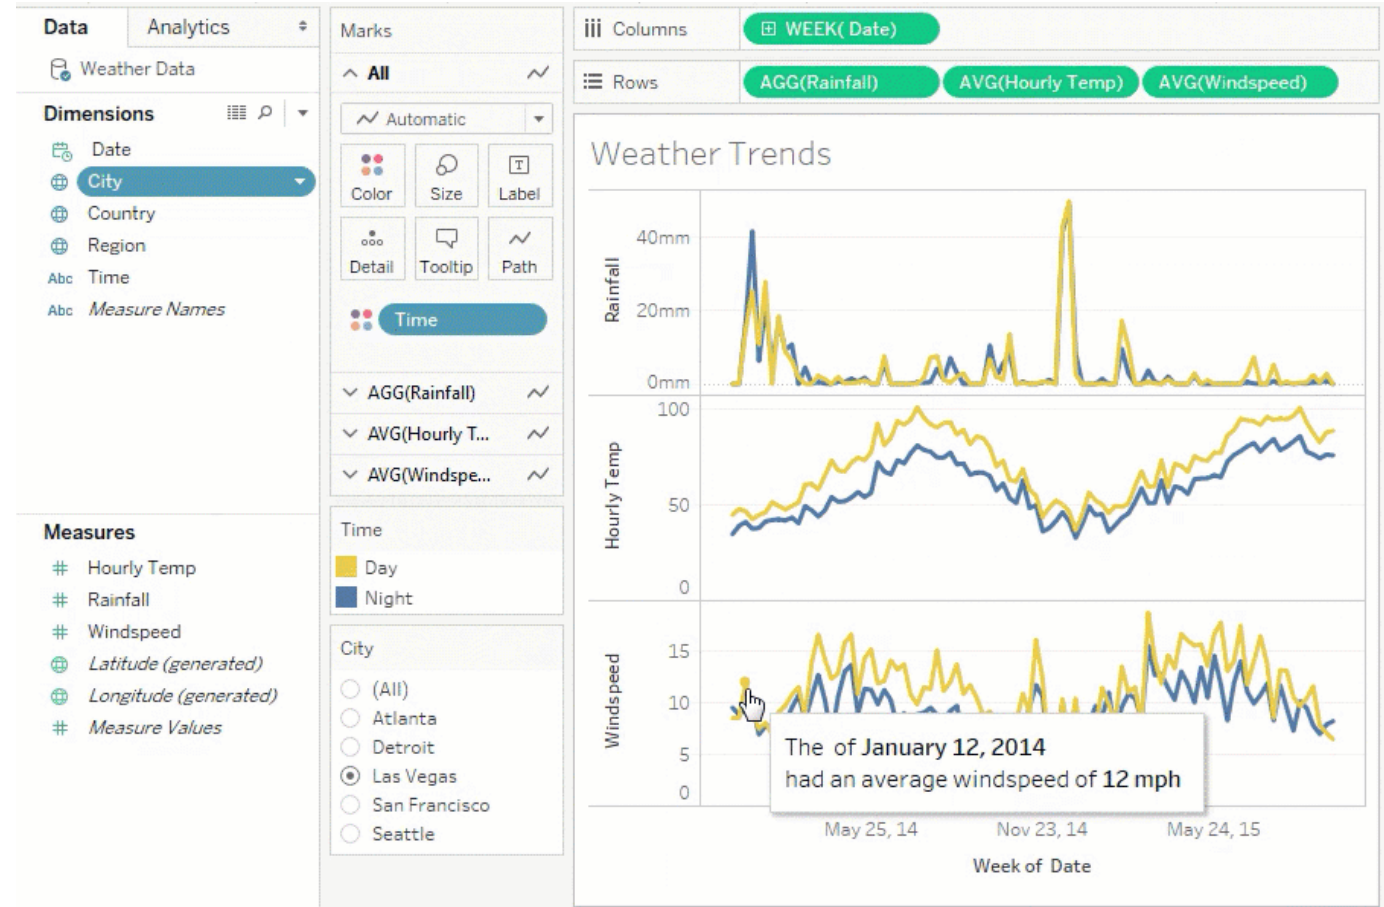 Data
Analytics
Weather Data
Dimensions
Date
City
Country
Region
Abc Time
Abc Measure Names
Measures
# Hourly Temp
# Rainfall
# Windspeed
Latitude (generated)
Longitude (generated)
# Measure Values
Marks
All
Automatic
Color Size Label
Detail Tooltip Path
Time
AGG(Rainfall)
AVG(Hourly T...
AVG(Windspe...
Time
Day
Night
City
(All)
Atlanta
Detroit
Las Vegas
San Francisco
Seattle
Columns WEEK( Date)
Rows AGG(Rainfall) AVG(Hourly Temp) AVG(Windspeed)
Weather Trends
Rainfall
40mm
20mm
0mm
Hourly Temp
100
50
0
Windspeed
15
10
5
0
The of January 12, 2014
had an average windspeed of 12 mph
May 25, 14 Nov 23, 14 May 24, 15
Week of Date